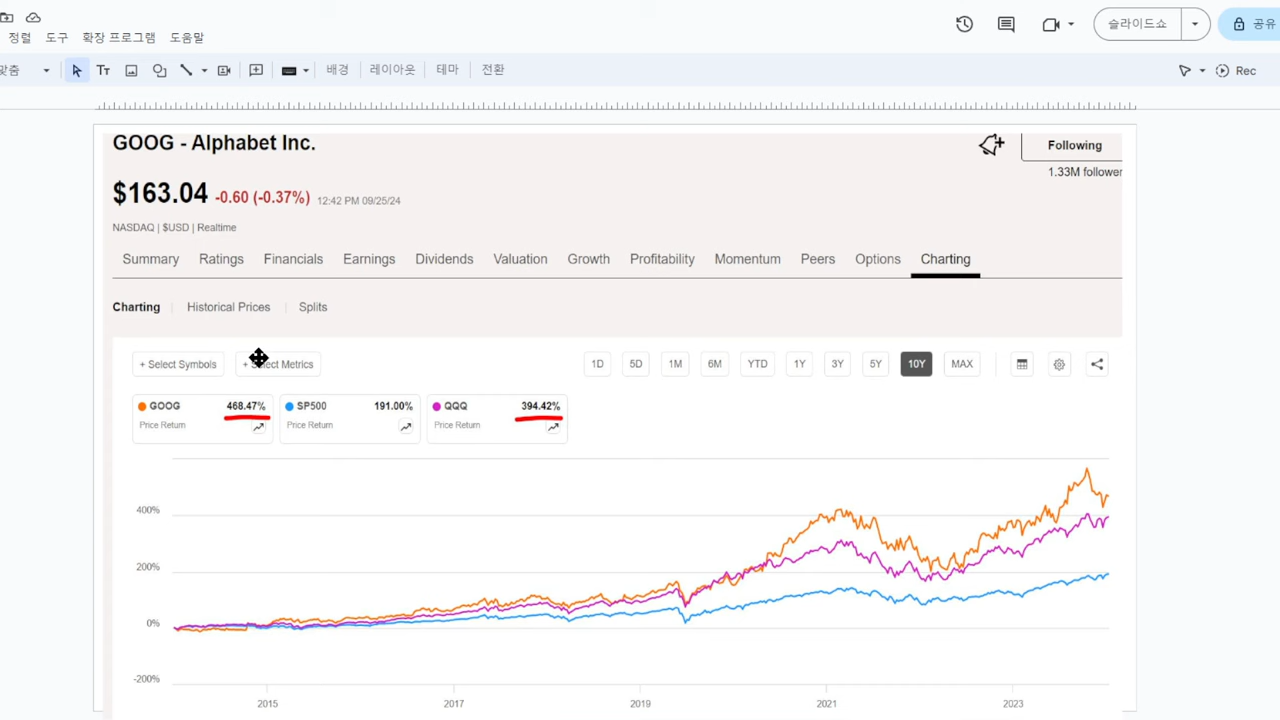 슬라이드쇼
공유
정렬 도구 확장 프로그램 도움말
맞춤
배경 레이아웃 테마 전환
Rec
GOOG - Alphabet Inc.
Following
1.33M follower
$163.04 -0.60 (-0.37%) 12:42 PM 09/25/24
NASDAQ | $USD | Realtime
Summary Ratings Financials Earnings Dividends Valuation Growth Profitability Momentum Peers Options Charting
Charting Historical Prices Splits
+ Select Symbols + Select Metrics 1D 5D 1M 6M YTD 1Y 3Y 5Y 10Y MAX
GOOG 468.47% SP500 191.00% QQQ 394.42%
Price Return Price Return Price Return
400%
200%
0%
-200%
2015 2017 2019 2021 2023